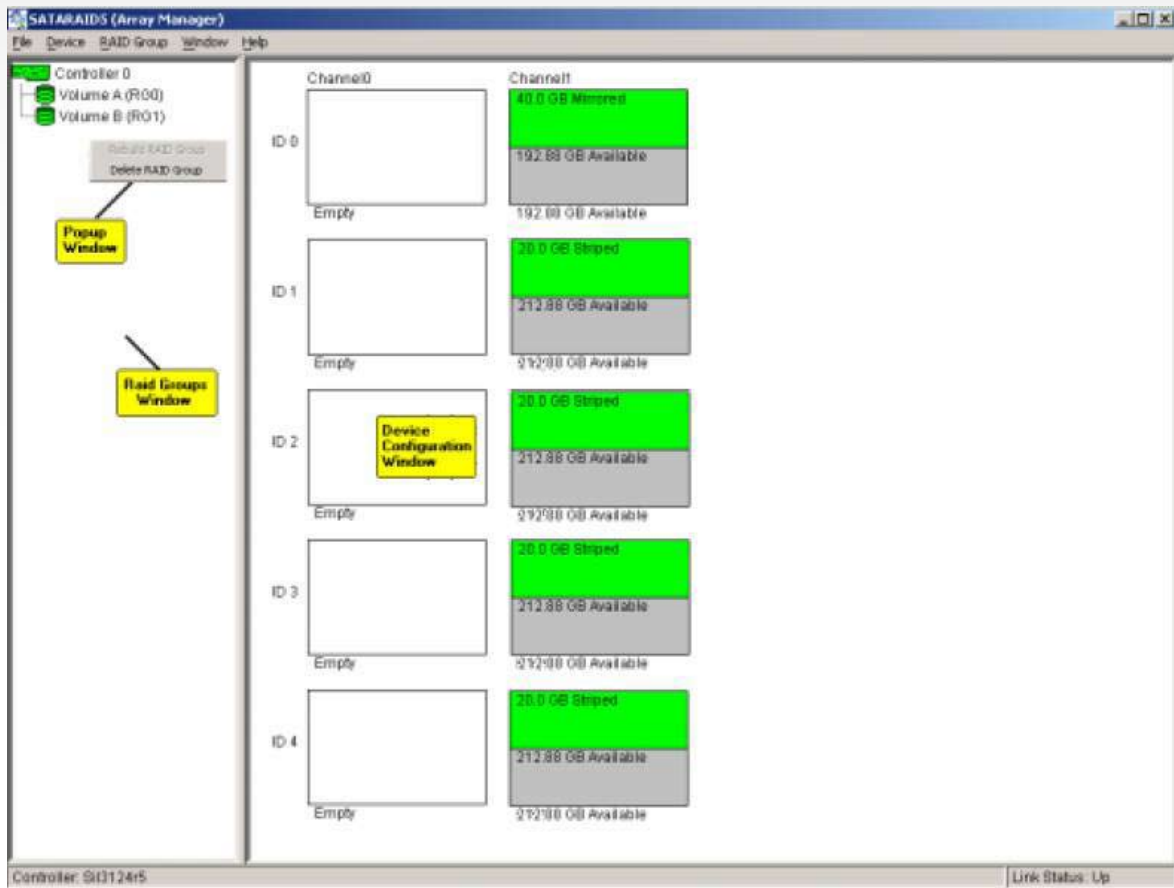 SATARAID5 (Array Manager)
File Device RAID Group Window Help
Controller 0
Volume A (RG0)
Volume B (RG1)
Rebuild RAID Group
Delete RAID Group
Popup
Window
Raid Groups
Window
Channel0 Channel1
ID 0
40.0 GB Mirrored
192.88 GB Available
Empty
192.88 GB Available
ID 1
20.0 GB Striped
212.88 GB Available
Empty
212.88 GB Available
ID 2
Device
Configuration
Window
20.0 GB Striped
212.88 GB Available
Empty
212.88 GB Available
ID 3
20.0 GB Striped
212.88 GB Available
Empty
212.88 GB Available
ID 4
20.0 GB Striped
212.88 GB Available
Empty
212.88 GB Available
Controller: SiI3124r5
Link Status: Up